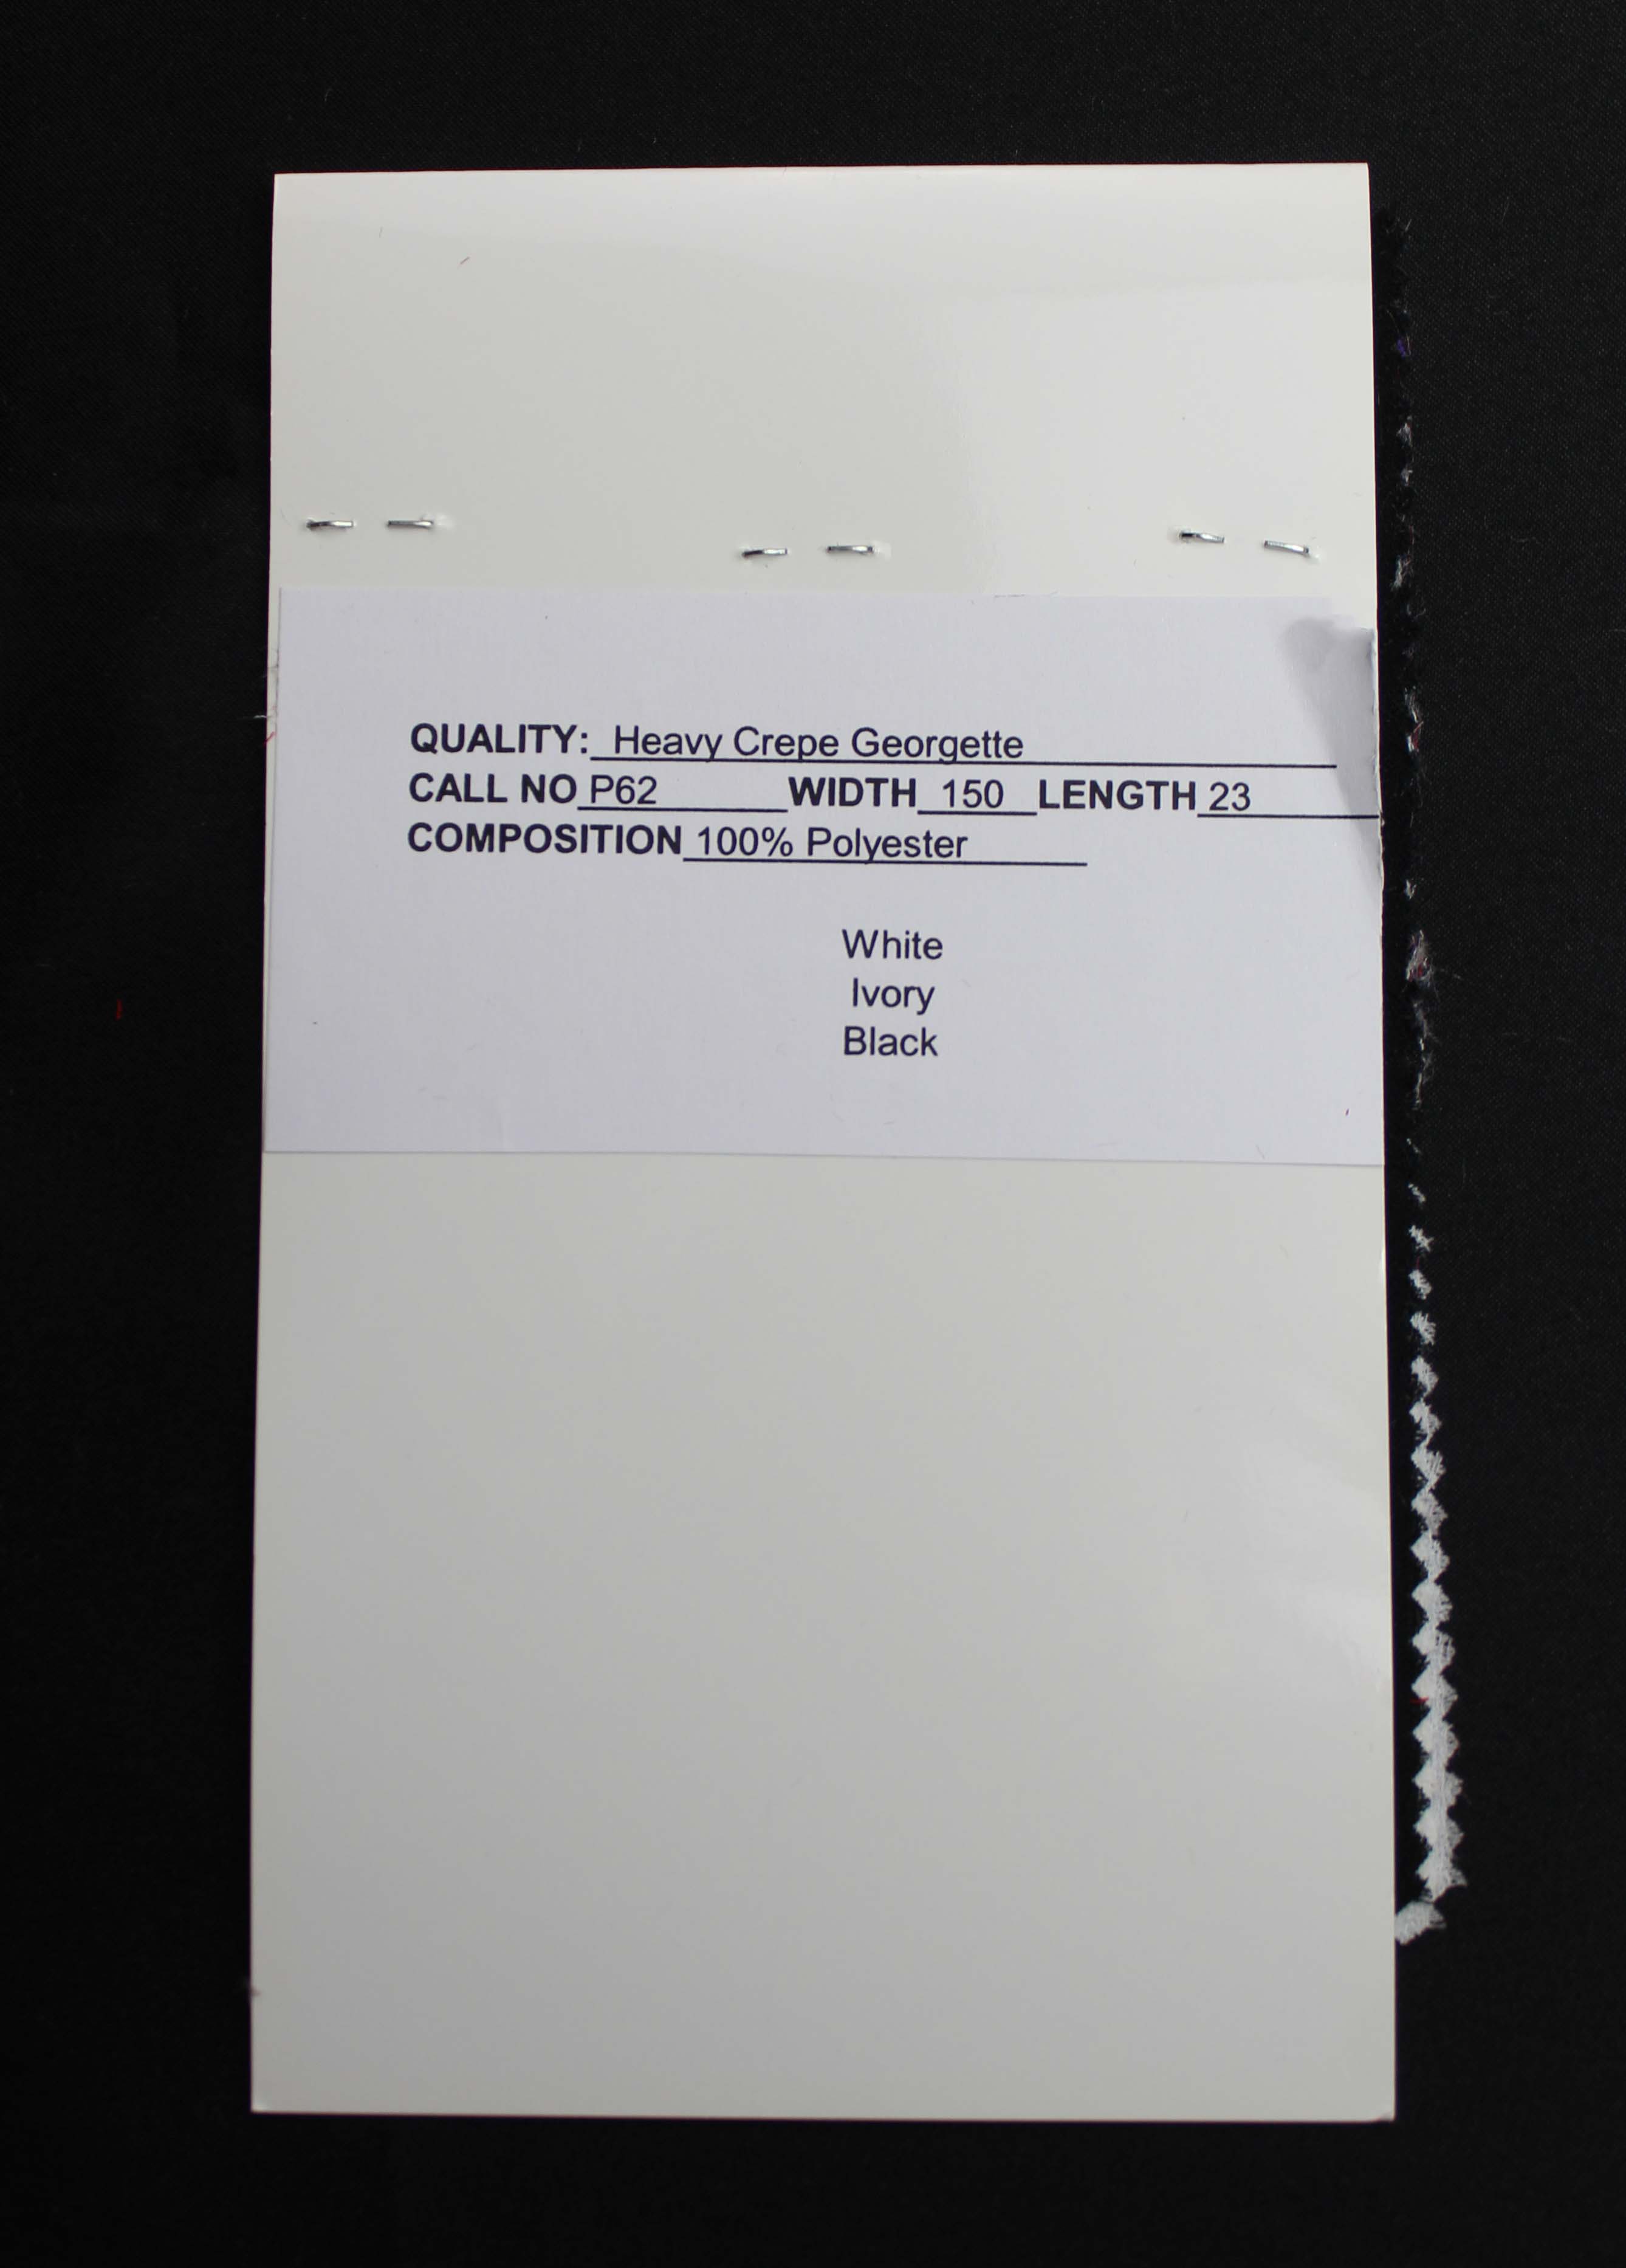 QUALITY: Heavy Crepe Georgette
CALL NO P62 WIDTH 150 LENGTH 23
COMPOSITION 100% Polyester
White
Ivory
Black